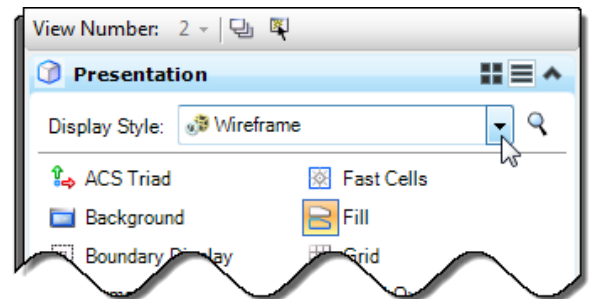 View Number: 2
Presentation
Display Style: Wireframe
ACS Triad Fast Cells
Background Fill
Boundary Display Grid